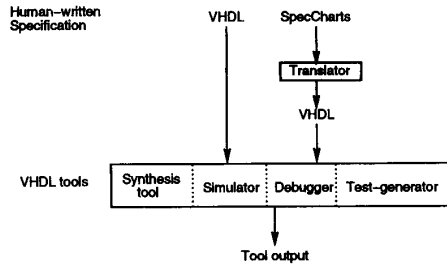 Human-written
Specification
VHDL
SpecCharts
Translator
VHDL
VHDL tools
Synthesis
tool
Simulator
Debugger
Test-generator
Tool output